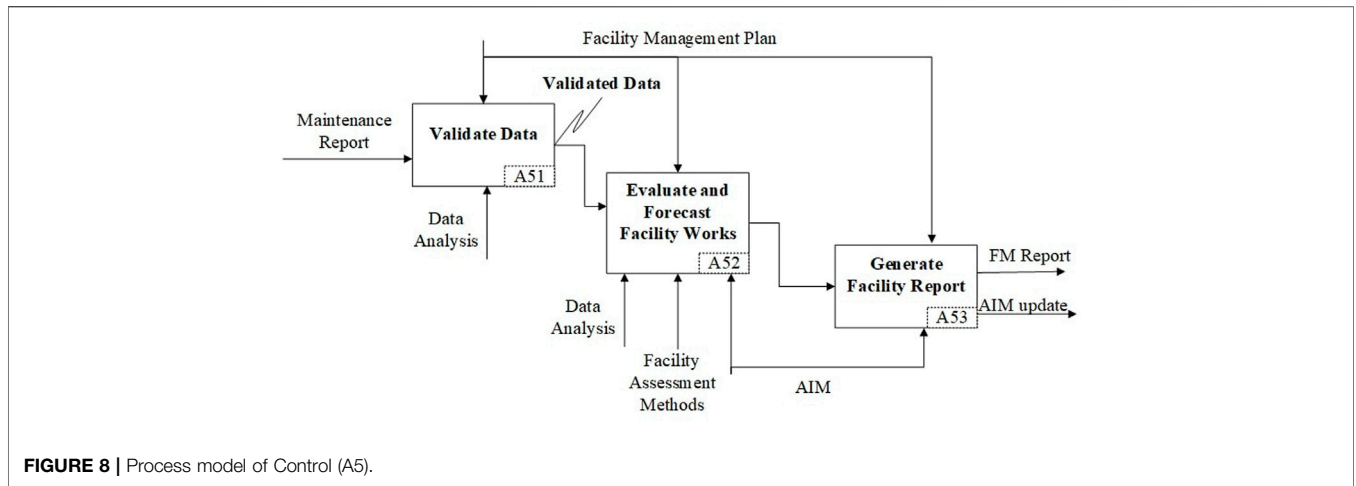 Facility Management Plan
Validated Data
Maintenance
Report
Validate Data
A51
Data
Analysis
Evaluate and
Forecast
Facility Works
A52
Data
Analysis
Facility
Assessment
Methods
AIM
Generate
Facility Report
A53
FM Report
AIM update
FIGURE 8 | Process model of Control (A5).